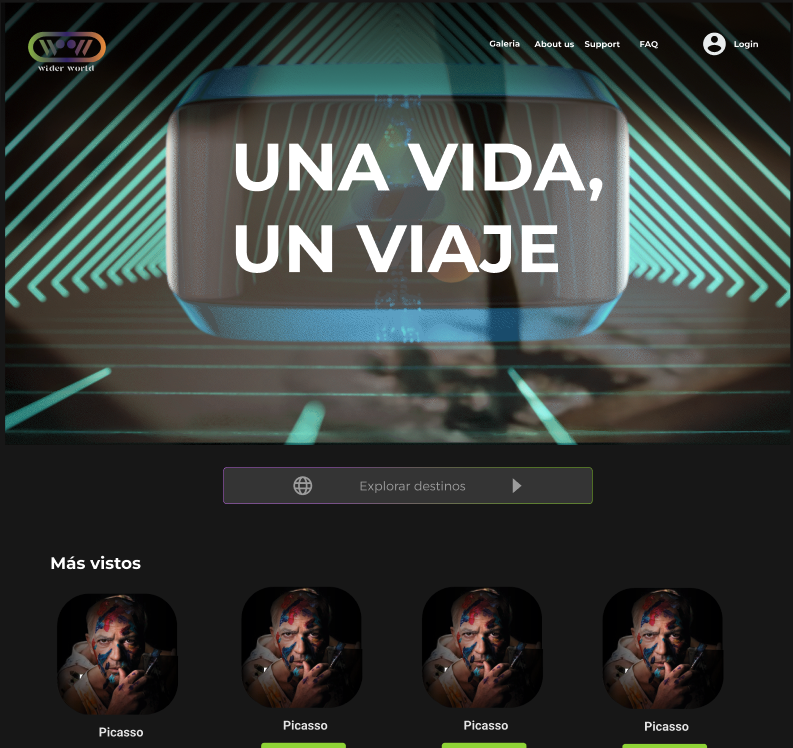 wider world
Galeria
About us
Support
FAQ
Login
UNA VIDA,
UN VIAJE
Explorar destinos
Más vistos
Picasso
Picasso
Picasso
Picasso